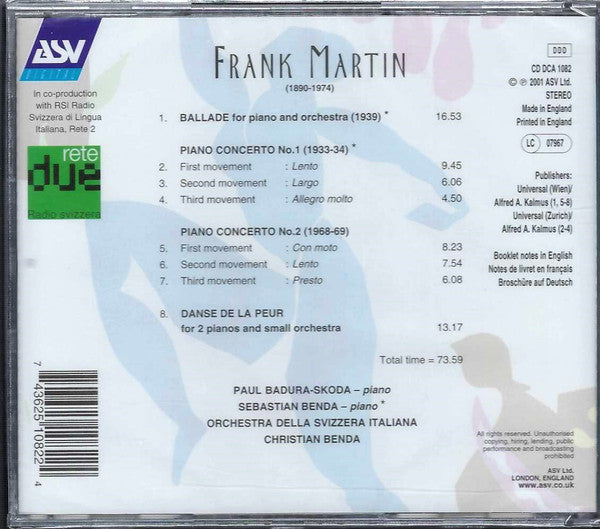 ASV
DIGITAL
In co-production
with RSI Radio
Svizzera di Lingua
Italiana, Rete 2
rete
due
Radio svizzera
FRANK MARTIN
(1890-1974)
1. BALLADE for piano and orchestra (1939) * 16.53
PIANO CONCERTO No.1 (1933-34) *
2. First movement : Lento 9.45
3. Second movement : Largo 6.06
4. Third movement : Allegro molto 4.50
PIANO CONCERTO No.2 (1968-69)
5. First movement : Con moto 8.23
6. Second movement : Lento 7.54
7. Third movement : Presto 6.08
8. DANSE DE LA PEUR
for 2 pianos and small orchestra 13.17
Total time = 73.59
PAUL BADURA-SKODA – piano
SEBASTIAN BENDA – piano *
ORCHESTRA DELLA SVIZZERA ITALIANA
CHRISTIAN BENDA
DDD
CD DCA 1082
© ℗ 2001 ASV Ltd.
STEREO
Made in England
Printed in England
LC 07967
Publishers:
Universal (Wien)/
Alfred A. Kalmus (1, 5-8)
Universal (Zurich)/
Alfred A. Kalmus (2-4)
Booklet notes in English
Notes de livret en français
Broschüre auf Deutsch
All rights reserved. Unauthorised
copying, hiring, lending, public
performance and broadcasting
prohibited
ASV Ltd.
LONDON, ENGLAND
www.asv.co.uk
7 43625 10822 4